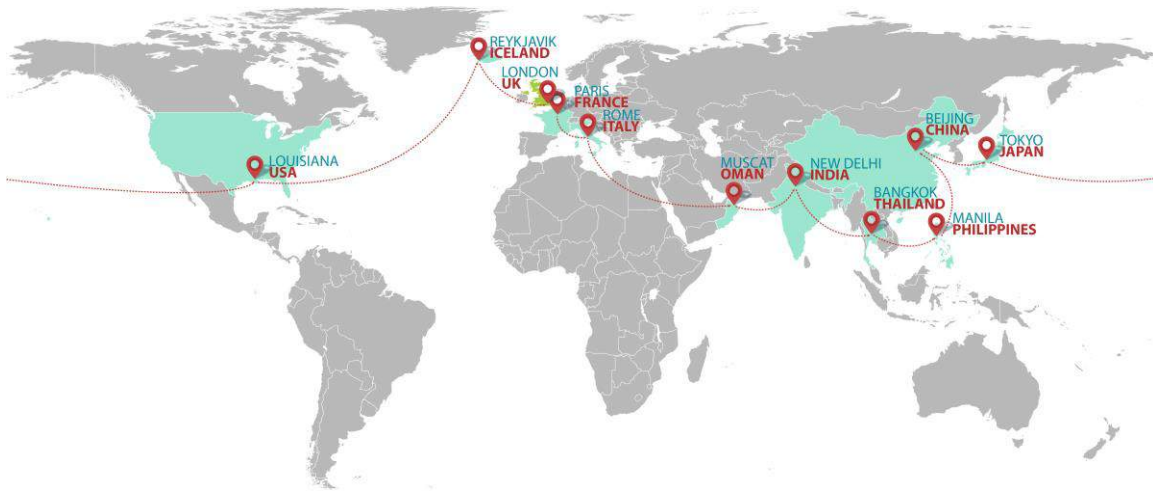 REYKJAVIK
ICELAND
LONDON
UK
PARIS
FRANCE
ROME
ITALY
BEIJING
CHINA
TOKYO
JAPAN
LOUISIANA
USA
MUSCAT
OMAN
NEW DELHI
INDIA
BANGKOK
THAILAND
MANILA
PHILIPPINES